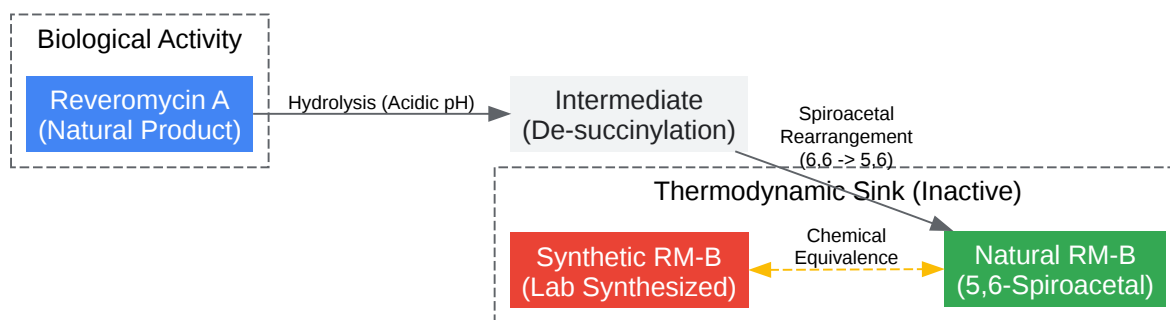 Biological Activity
Reveromycin A
(Natural Product)
Hydrolysis (Acidic pH)
Intermediate
(De-succinylation)
Spiroacetal
Rearrangement
(6,6 -> 5,6)
Thermodynamic Sink (Inactive)
Synthetic RM-B
(Lab Synthesized)
Chemical
Equivalence
Natural RM-B
(5,6-Spiroacetal)